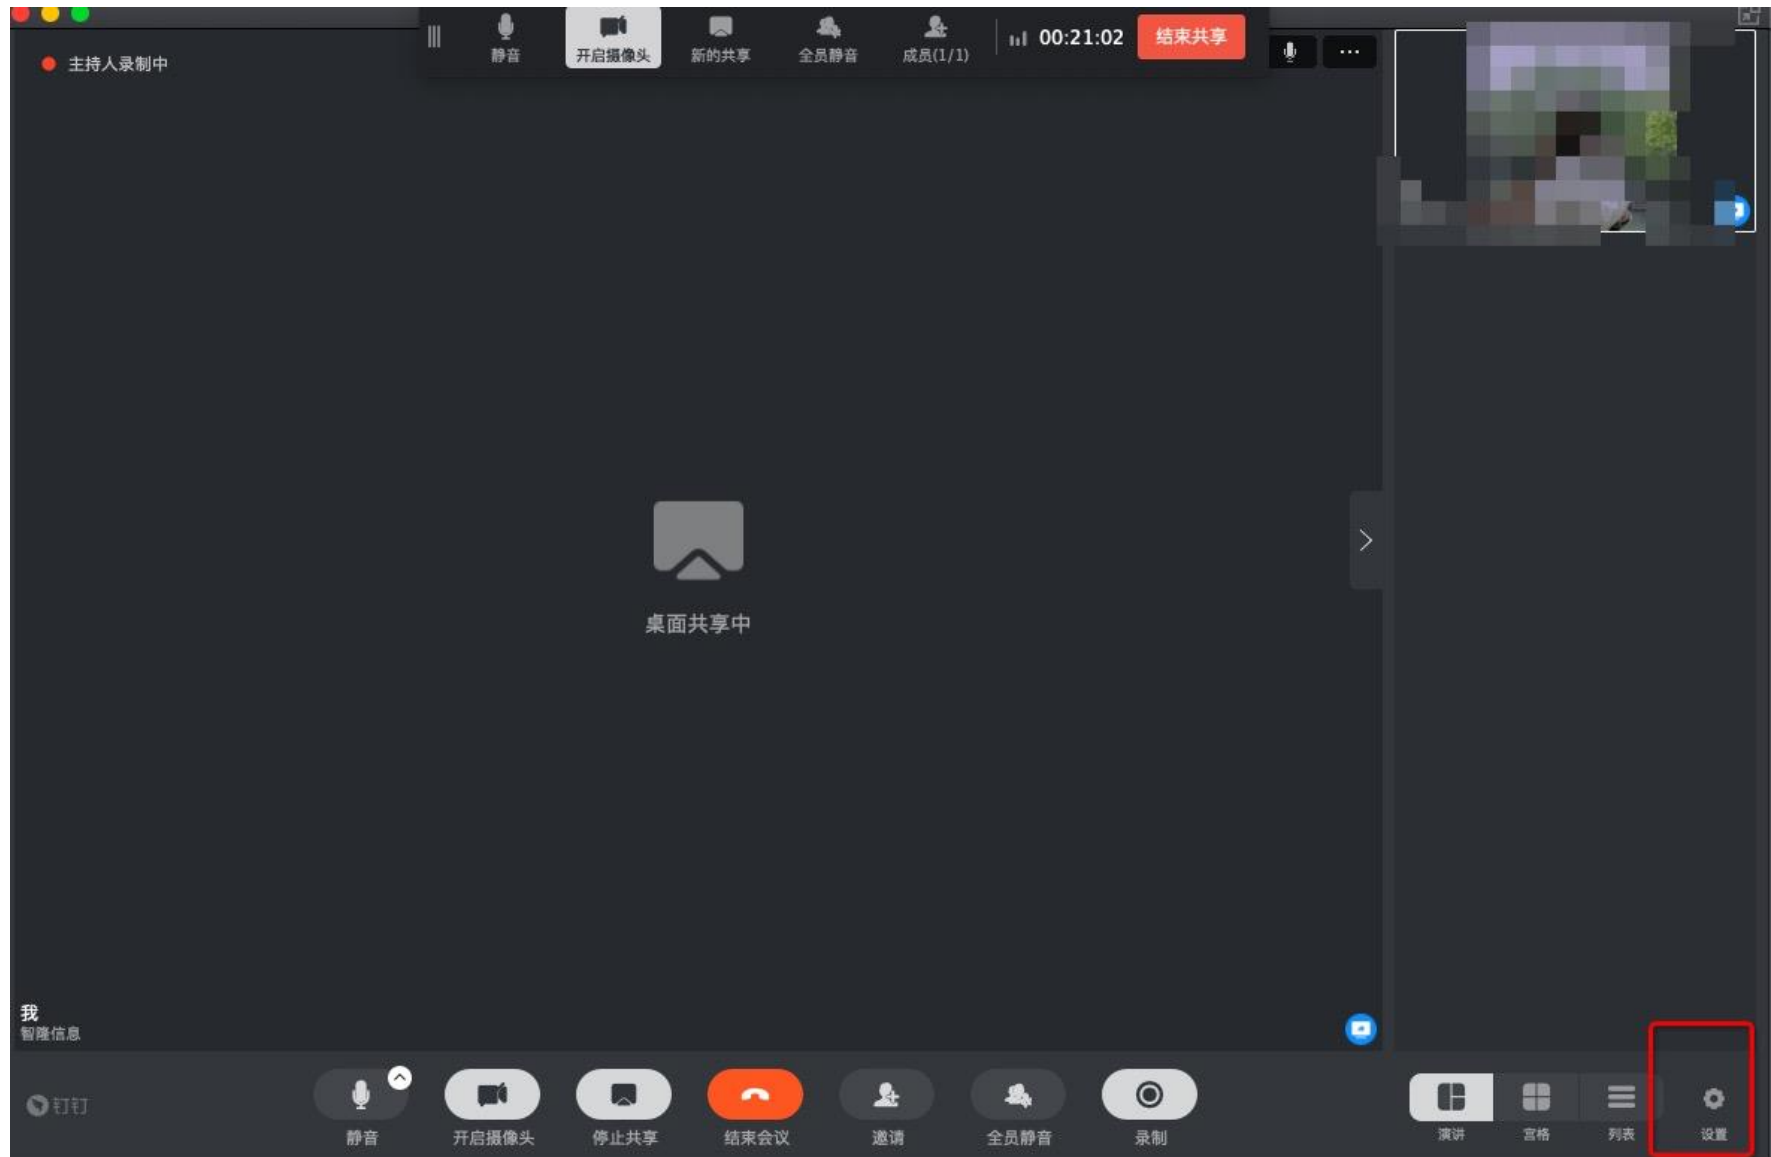 静音
开启摄像头
新的共享
全员静音
成员(1/1)
00:21:02
结束共享
主持人录制中
桌面共享中
我
智隆信息
钉钉
静音
开启摄像头
停止共享
结束会议
邀请
全员静音
录制
演讲
宫格
列表
设置